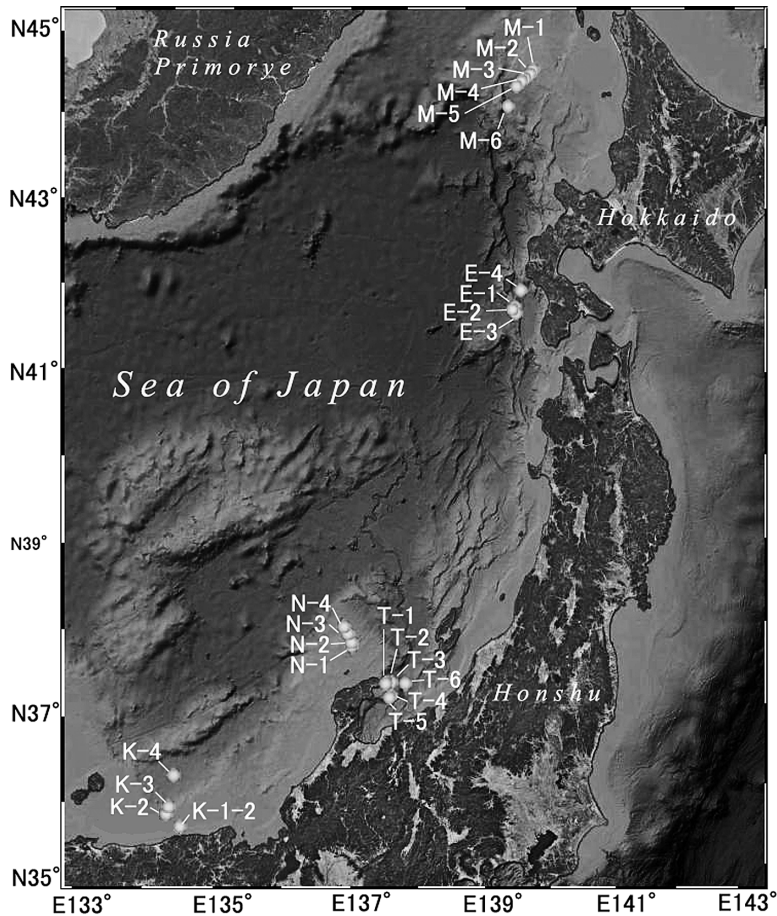 N45°
Russia
Primorye
M-1
M-2
M-3
M-4
M-5
M-6
N43°
Hokkaido
E-4
E-1
E-2
E-3
N41°
Sea of Japan
N39°
N-4
N-3
N-2
N-1
T-1
T-2
T-3
T-6
T-4
T-5
Honshu
N37°
K-4
K-3
K-2
K-1-2
N35°
E133°
E135°
E137°
E139°
E141°
E143°